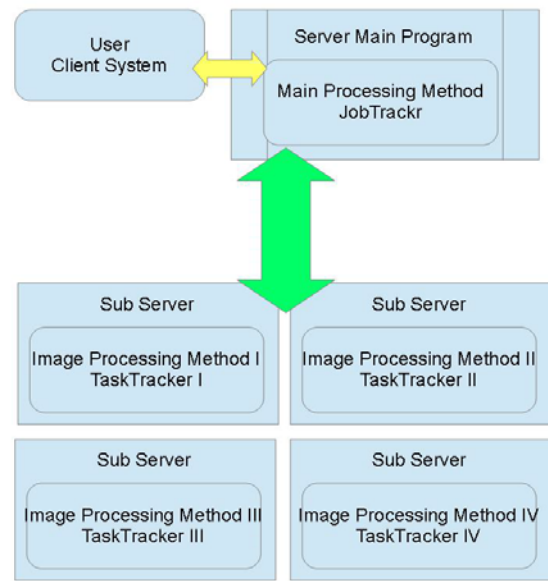 User
Client System
Server Main Program
Main Processing Method
JobTrackr
Sub Server
Image Processing Method I
TaskTracker I
Sub Server
Image Processing Method II
TaskTracker II
Sub Server
Image Processing Method III
TaskTracker III
Sub Server
Image Processing Method IV
TaskTracker IV